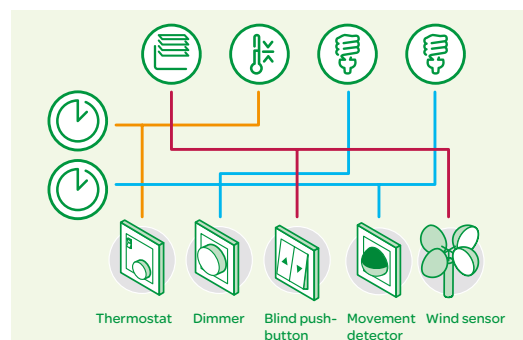 Thermostat
Dimmer
Blind push-
button
Movement
detector
Wind sensor